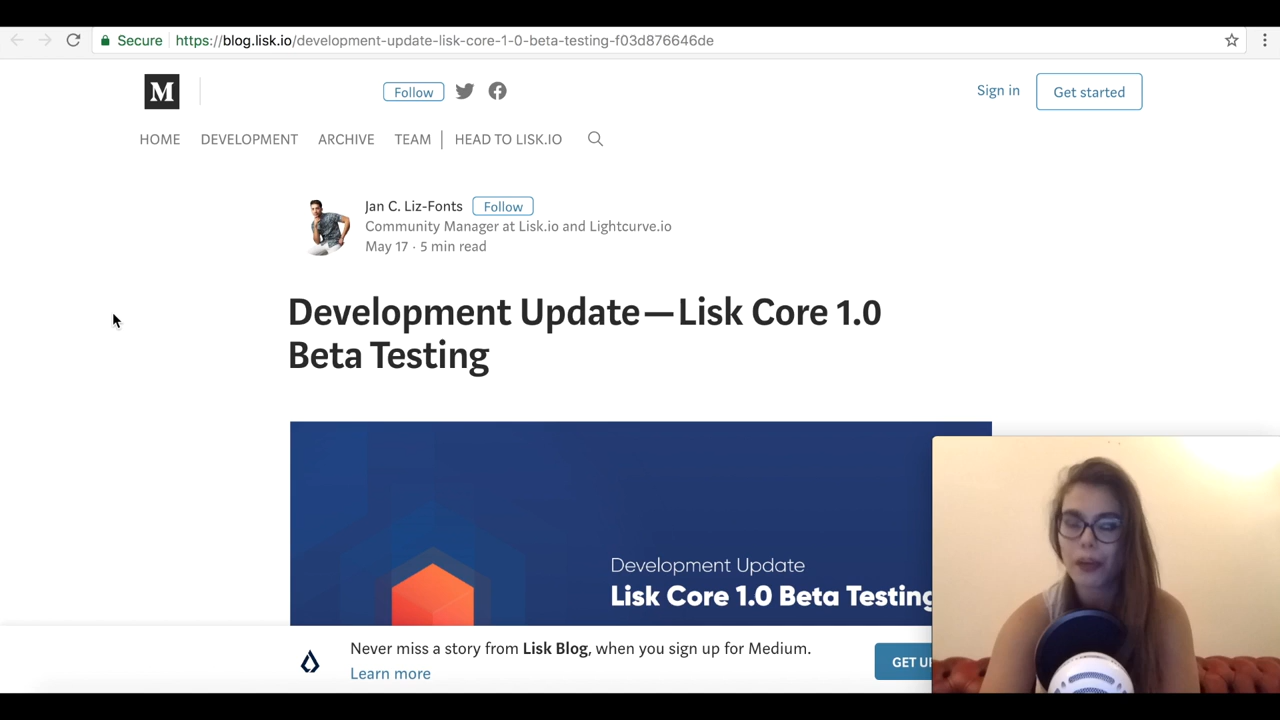 Secure https://blog.lisk.io/development-update-lisk-core-1-0-beta-testing-f03d876646de
M
Follow
Sign in
Get started
HOME DEVELOPMENT ARCHIVE TEAM HEAD TO LISK.IO
Jan C. Liz-Fonts Follow
Community Manager at Lisk.io and Lightcurve.io
May 17 · 5 min read
Development Update — Lisk Core 1.0
Beta Testing
Development Update
Lisk Core 1.0 Beta Testing
Never miss a story from Lisk Blog, when you sign up for Medium.
Learn more
GET